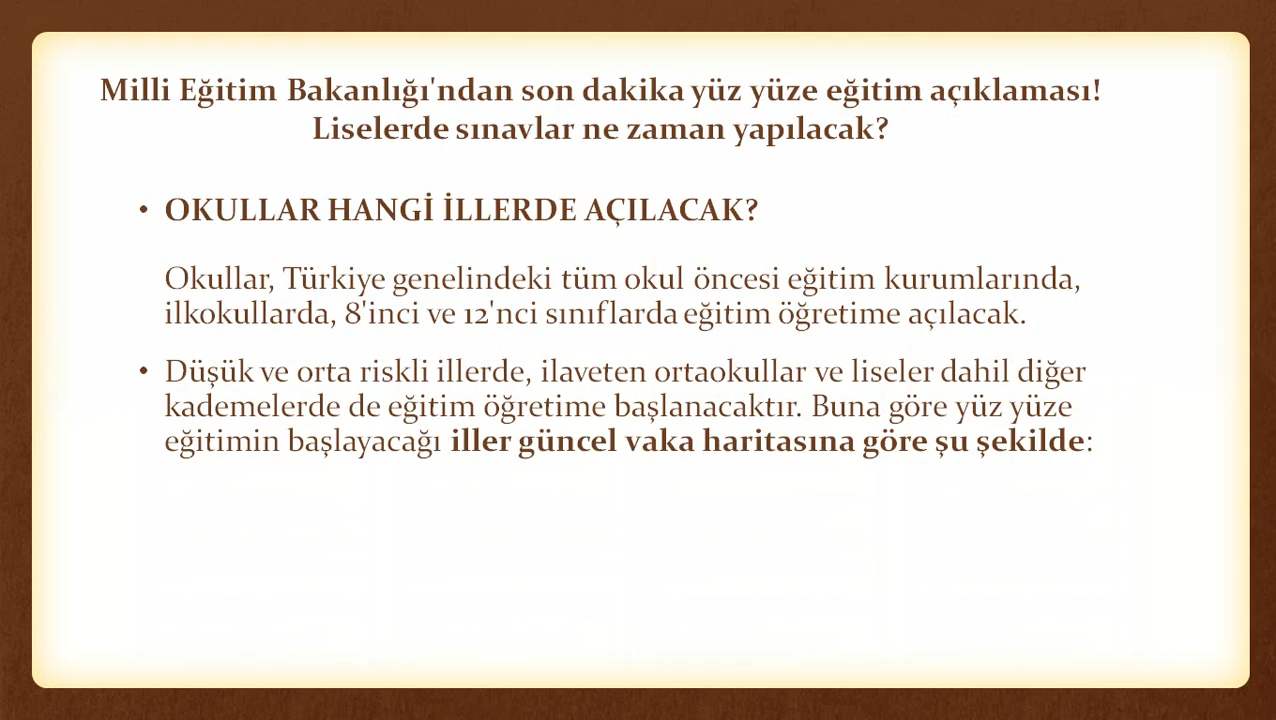 Milli Eğitim Bakanlığı'ndan son dakika yüz yüze eğitim açıklaması!
Liselerde sınavlar ne zaman yapılacak?
• OKULLAR HANGİ İLLERDE AÇILACAK?
Okullar, Türkiye genelindeki tüm okul öncesi eğitim kurumlarında,
ilkokullarda, 8'inci ve 12'nci sınıflarda eğitim öğretime açılacak.
• Düşük ve orta riskli illerde, ilaveten ortaokullar ve liseler dahil diğer
kademelerde de eğitim öğretime başlanacaktır. Buna göre yüz yüze
eğitimin başlayacağı iller güncel vaka haritasına göre şu şekilde: